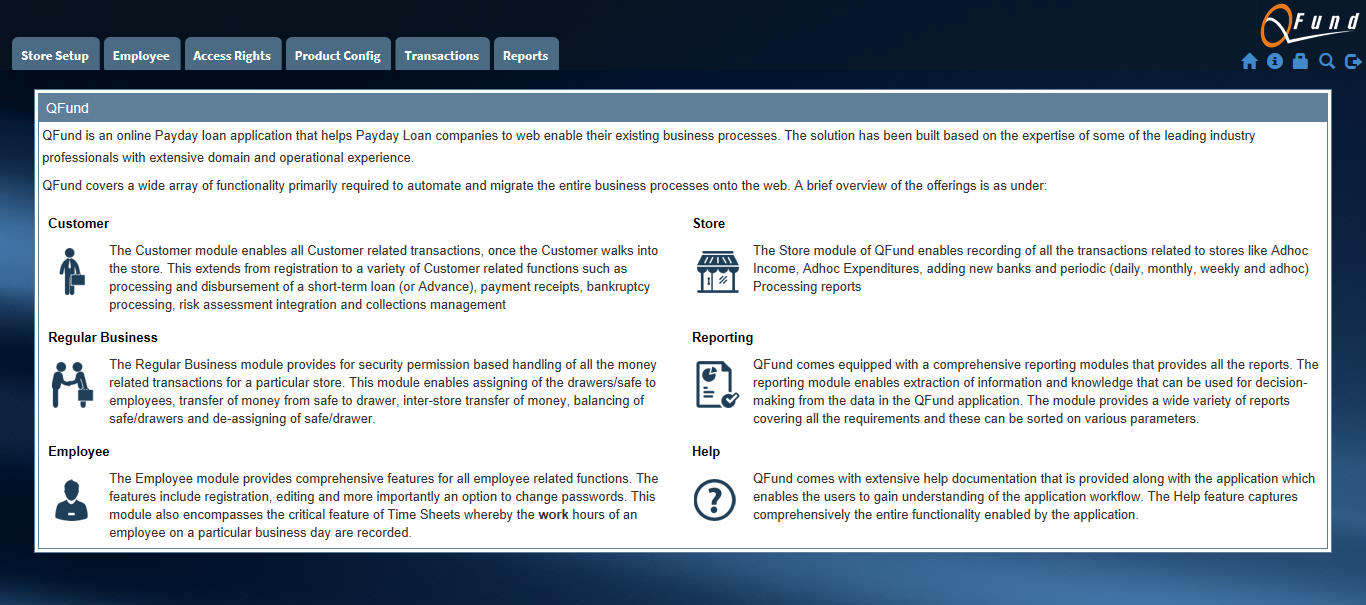 QFund
Store Setup
Employee
Access Rights
Product Config
Transactions
Reports
QFund
QFund is an online Payday loan application that helps Payday Loan companies to web enable their existing business processes. The solution has been built based on the expertise of some of the leading industry
professionals with extensive domain and operational experience.
QFund covers a wide array of functionality primarily required to automate and migrate the entire business processes onto the web. A brief overview of the offerings is as under:
Customer
The Customer module enables all Customer related transactions, once the Customer walks into
the store. This extends from registration to a variety of Customer related functions such as
processing and disbursement of a short-term loan (or Advance), payment receipts, bankruptcy
processing, risk assessment integration and collections management
Store
The Store module of QFund enables recording of all the transactions related to stores like Adhoc
Income, Adhoc Expenditures, adding new banks and periodic (daily, monthly, weekly and adhoc)
Processing reports
Regular Business
The Regular Business module provides for security permission based handling of all the money
related transactions for a particular store. This module enables assigning of the drawers/safe to
employees, transfer of money from safe to drawer, inter-store transfer of money, balancing of
safe/drawers and de-assigning of safe/drawer.
Reporting
QFund comes equipped with a comprehensive reporting modules that provides all the reports. The
reporting module enables extraction of information and knowledge that can be used for decision-
making from the data in the QFund application. The module provides a wide variety of reports
covering all the requirements and these can be sorted on various parameters.
Employee
The Employee module provides comprehensive features for all employee related functions. The
features include registration, editing and more importantly an option to change passwords. This
module also encompasses the critical feature of Time Sheets whereby the work hours of an
employee on a particular business day are recorded.
Help
QFund comes with extensive help documentation that is provided along with the application which
enables the users to gain understanding of the application workflow. The Help feature captures
comprehensively the entire functionality enabled by the application.